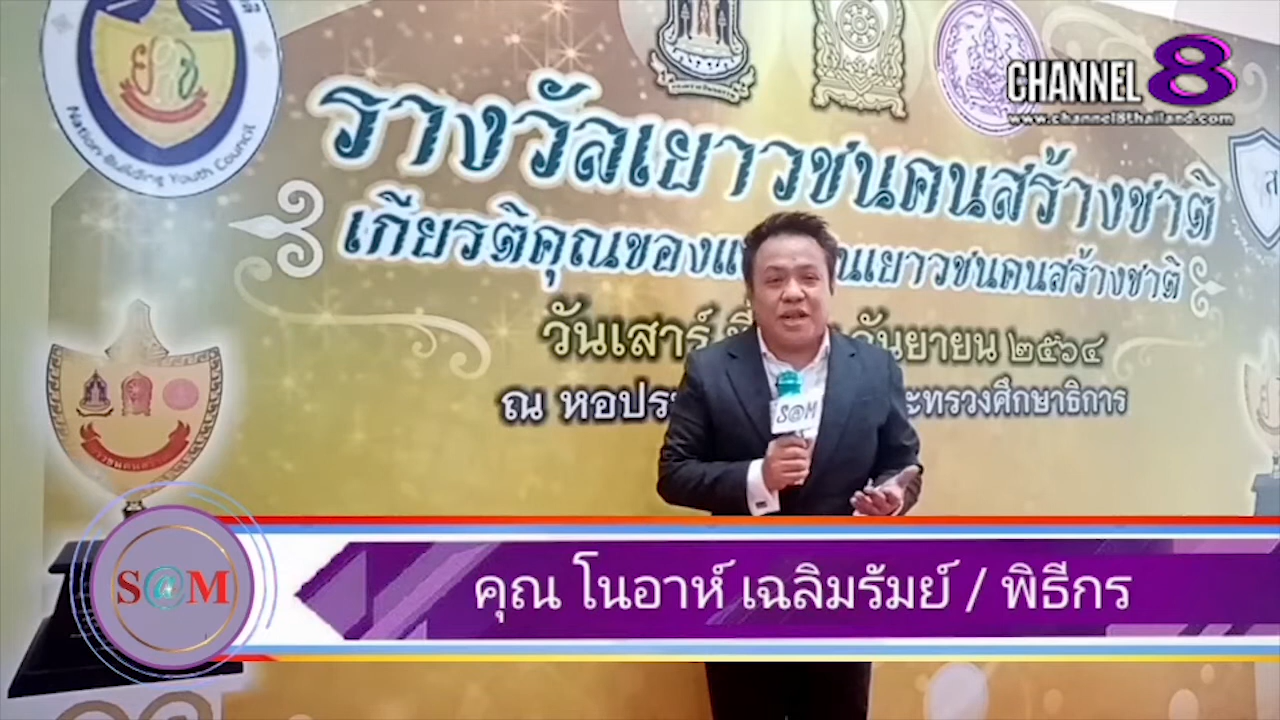 CHANNEL 8
www.channel8thailand.com
Nation-Building Youth Council
รางวัลเยาวชนคนสร้างชาติ
เกียรติคุณของแ นเยาวชนคนสร้างชาติ
วันเสาร์ ที่ กันยายน ๒๕๖๔
ณ หอประ ะทรวงศึกษาธิการ
S@M
S@M
คุณ โนอาห์ เฉลิมรัมย์ / พิธีกร